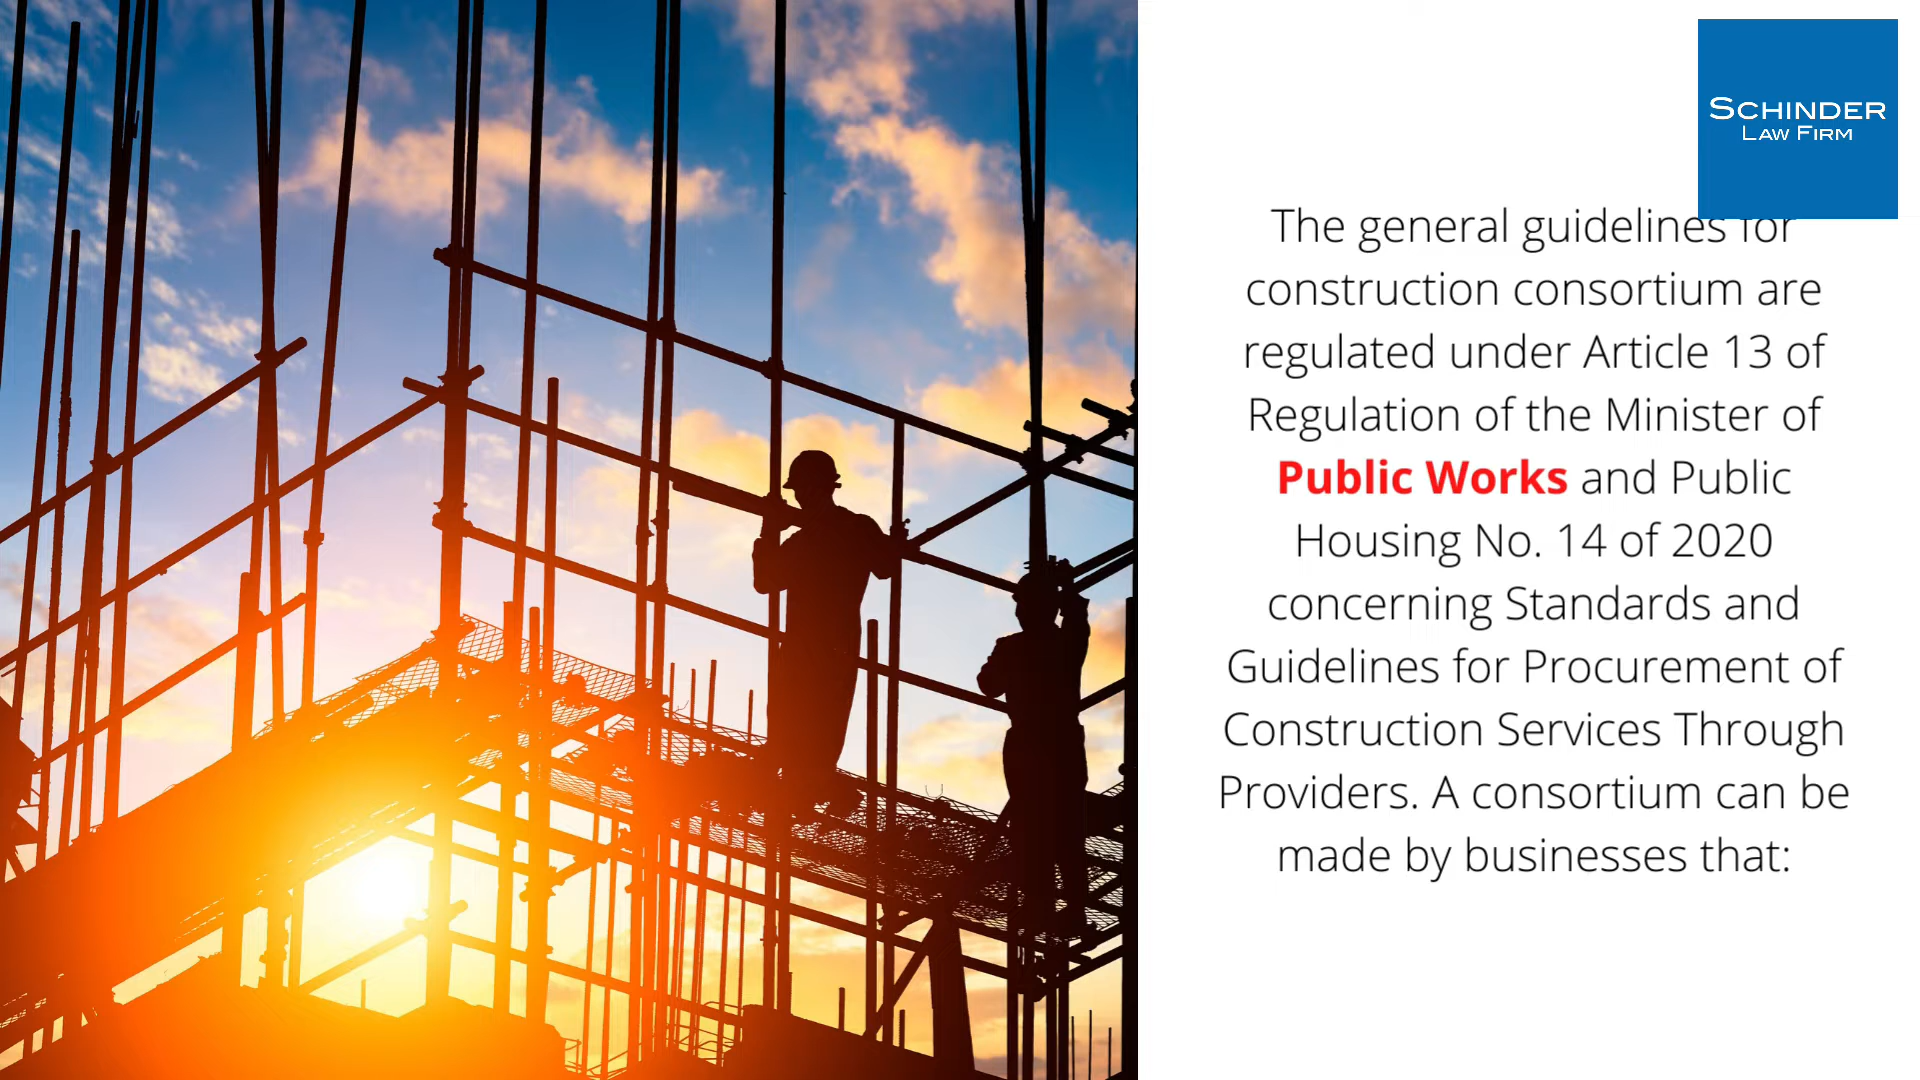 SCHINDER
LAW FIRM
The general guidelines for
construction consortium are
regulated under Article 13 of
Regulation of the Minister of
Public Works and Public
Housing No. 14 of 2020
concerning Standards and
Guidelines for Procurement of
Construction Services Through
Providers. A consortium can be
made by businesses that: